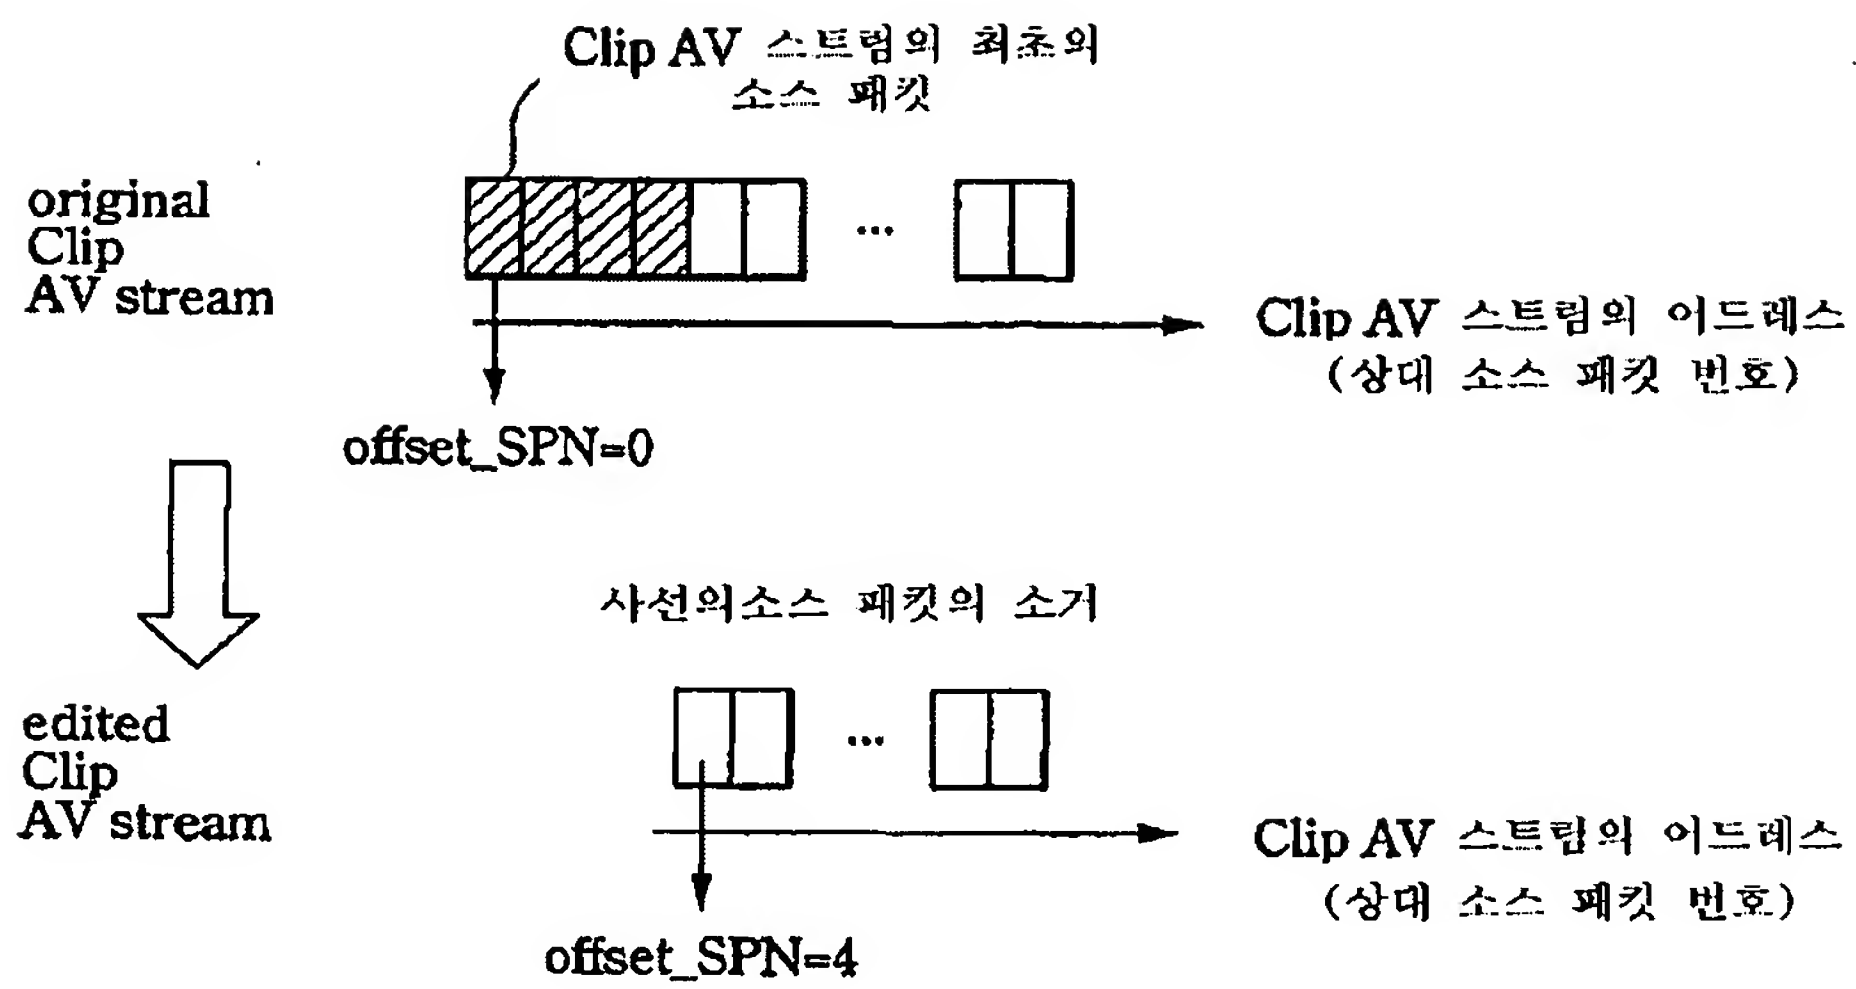 Clip AV 스트림의 최초의
소스 패킷
original
Clip
AV stream
...
Clip AV 스트림의 어드레스
(상대 소스 패킷 번호)
offset_SPN=0
사선의소스 패킷의 소거
edited
Clip
AV stream
...
Clip AV 스트림의 어드레스
(상대 소스 패킷 번호)
offset_SPN=4